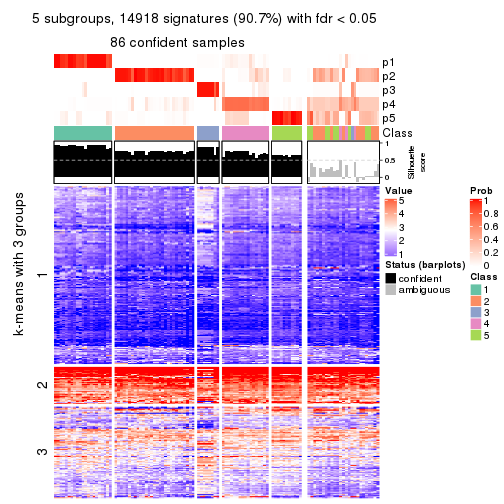 5 subgroups, 14918 signatures (90.7%) with fdr < 0.05
86 confident samples
p1
p2
p3
p4
p5
Class
1
0.5
0
Silhouette
score
k-means with 3 groups
1
2
3
Value
5
4
3
2
1
Status (barplots)
confident
ambiguous
Prob
1
0.8
0.6
0.4
0.2
0
Class
1
2
3
4
5